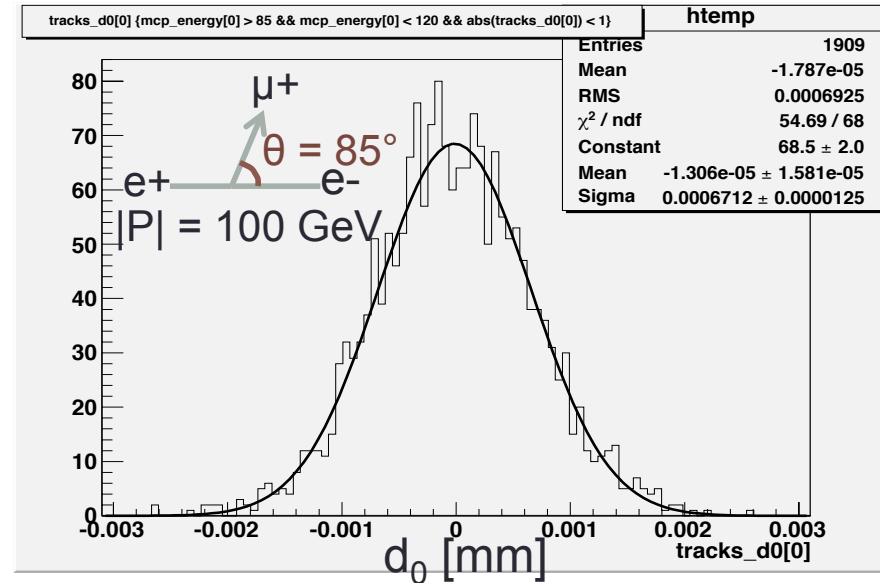 tracks_d0[0] {mcp_energy[0] > 85 && mcp_energy[0] < 120 && abs(tracks_d0[0]) < 1}
htemp
Entries 1909
Mean -1.787e-05
RMS 0.0006925
χ² / ndf 54.69 / 68
Constant 68.5 ± 2.0
Mean -1.306e-05 ± 1.581e-05
Sigma 0.0006712 ± 0.0000125
μ+
θ = 85°
e+ e-
|P| = 100 GeV
80
70
60
50
40
30
20
10
0
-0.003 -0.002 -0.001 0 0.001 0.002 0.003
d₀ [mm]
tracks_d0[0]